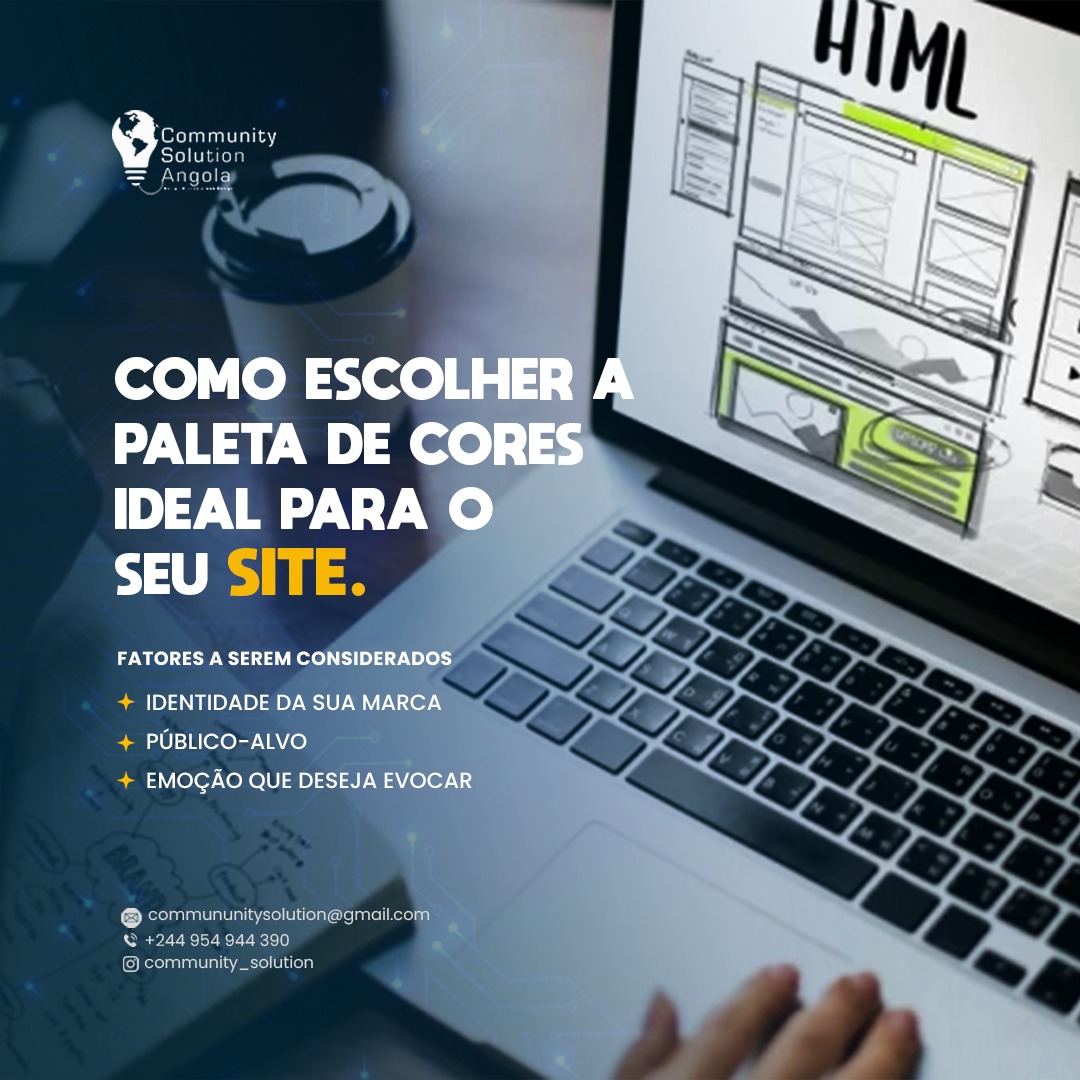 HTML
Community
Solution
Angola
COMO ESCOLHER A
PALETA DE CORES
IDEAL PARA O
SEU SITE.
FATORES A SEREM CONSIDERADOS
IDENTIDADE DA SUA MARCA
PÚBLICO-ALVO
EMOÇÃO QUE DESEJA EVOCAR
BRAND
commununitysolution@gmail.com
+244 954 944 390
community_solution